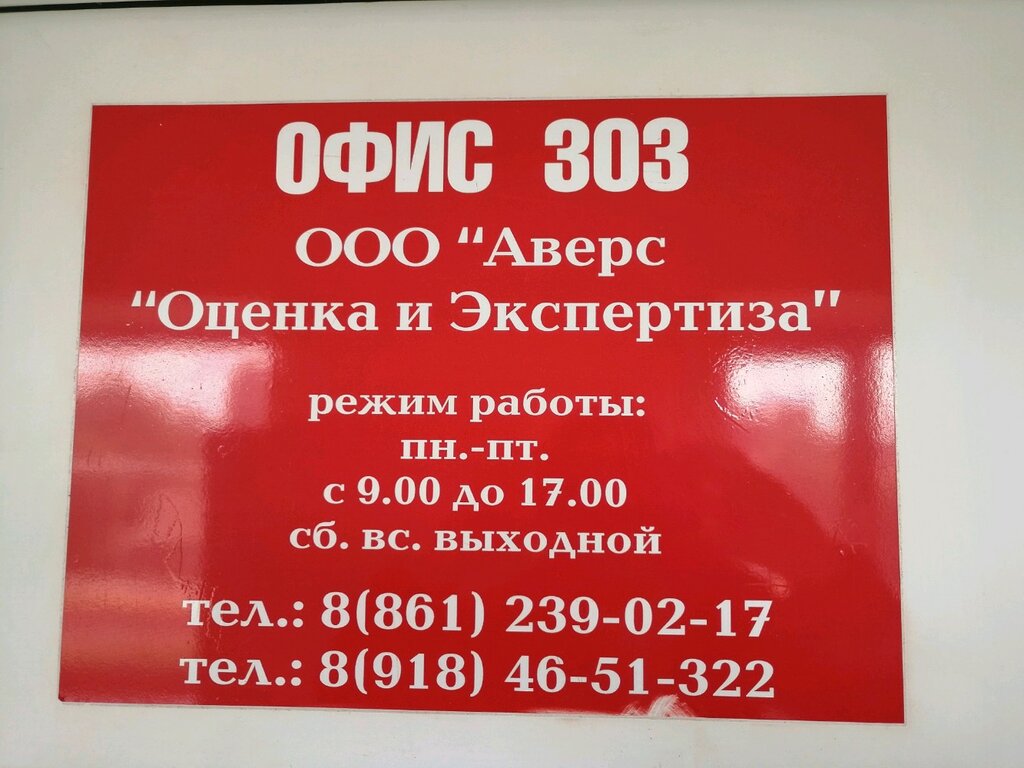 ОФИС 303
ООО “Аверс
“Оценка и Экспертиза”
режим работы:
пн.-пт.
с 9.00 до 17.00
сб. вс. выходной
тел.: 8(861) 239-02-17
тел.: 8(918) 46-51-322